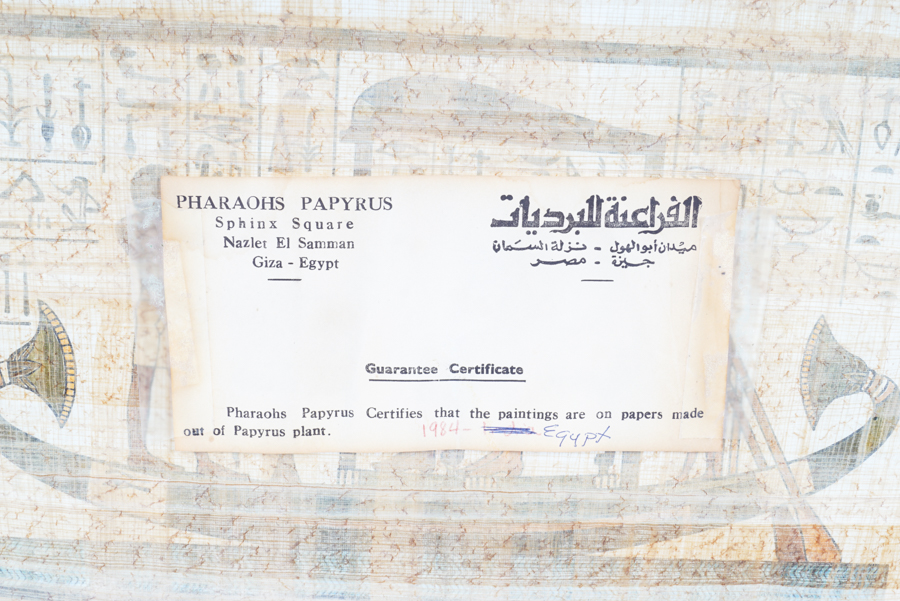 PHARAOHS PAPYRUS
Sphinx Square
Nazlet El Samman
Giza - Egypt
الفراعنة للبرديات
ميدان أبو الهول - نزلة السمان
جيزة - مصر
Guarantee Certificate
Pharaohs Papyrus Certifies that the paintings are on papers made
out of Papyrus plant. 1984- Egypt